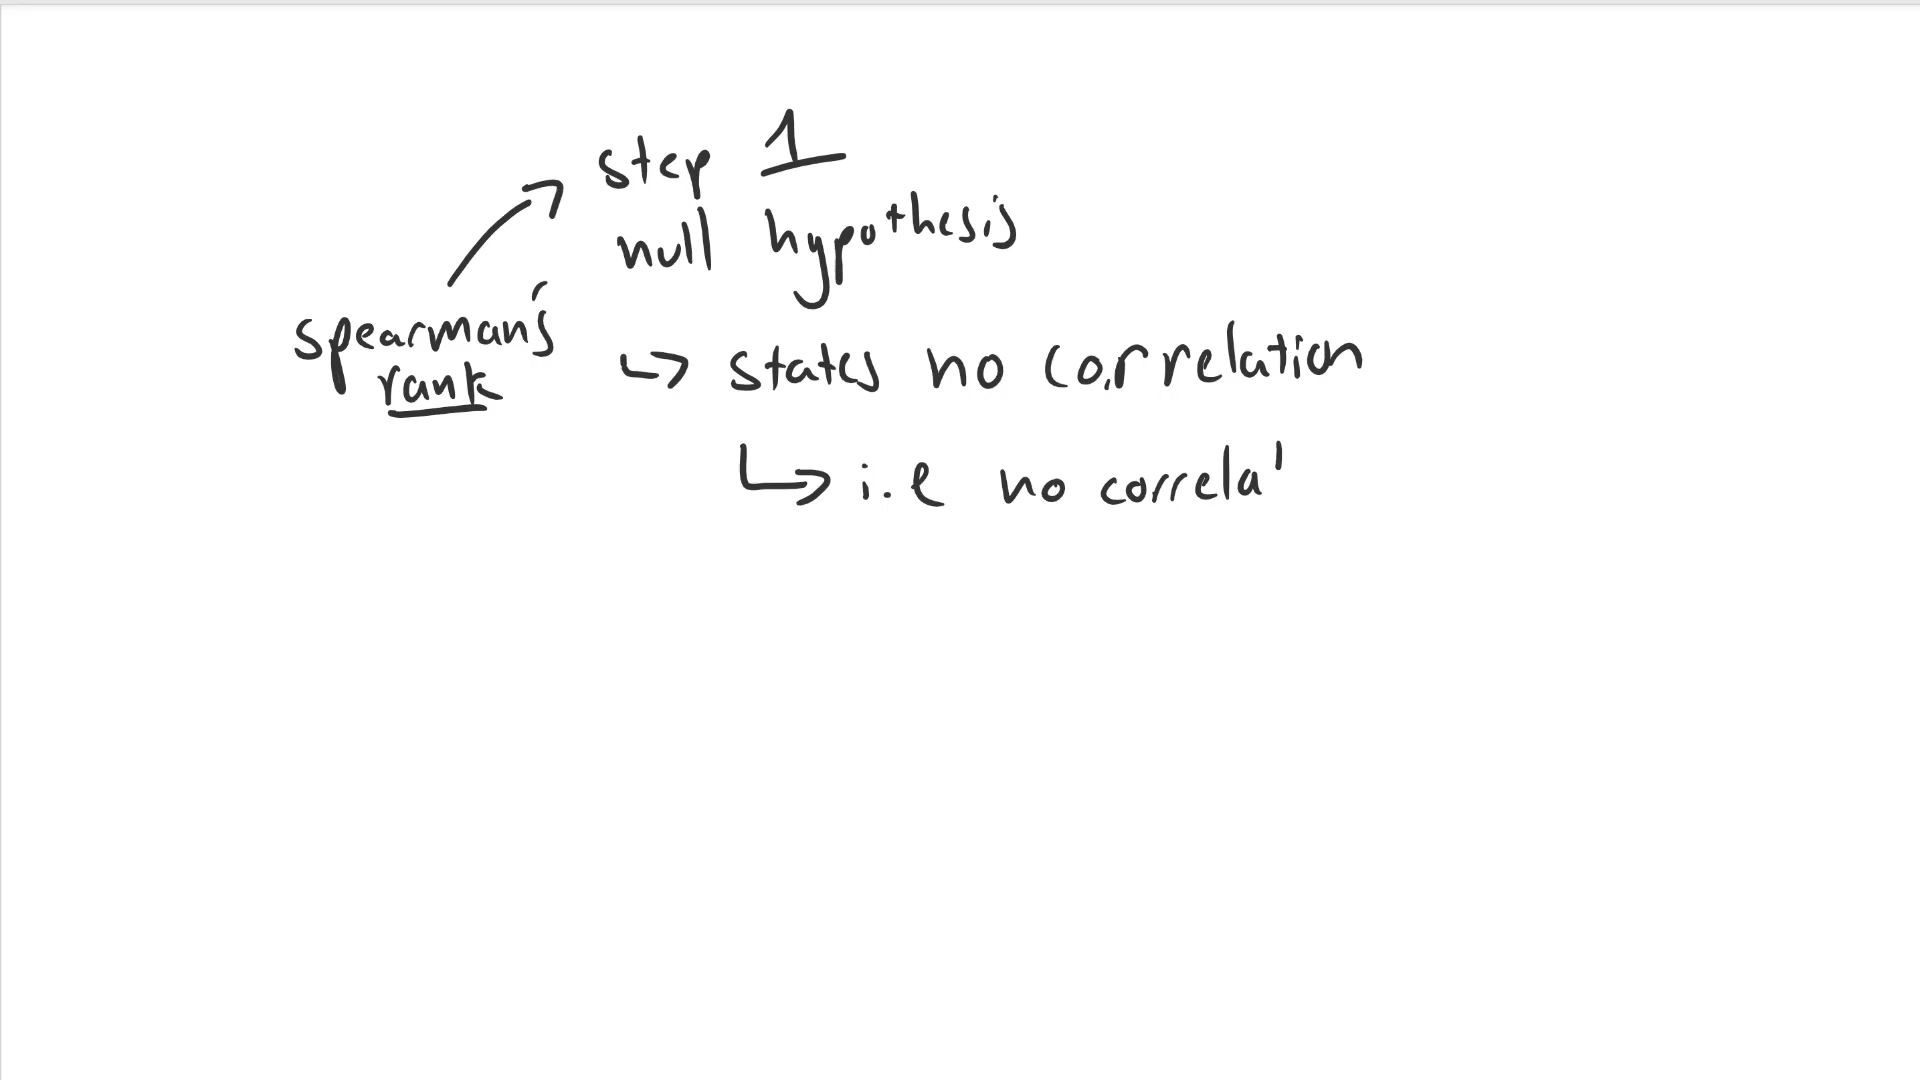 step 1
null hypothesis
spearman's
rank
↳ states no correlation
↳ i.e no correla